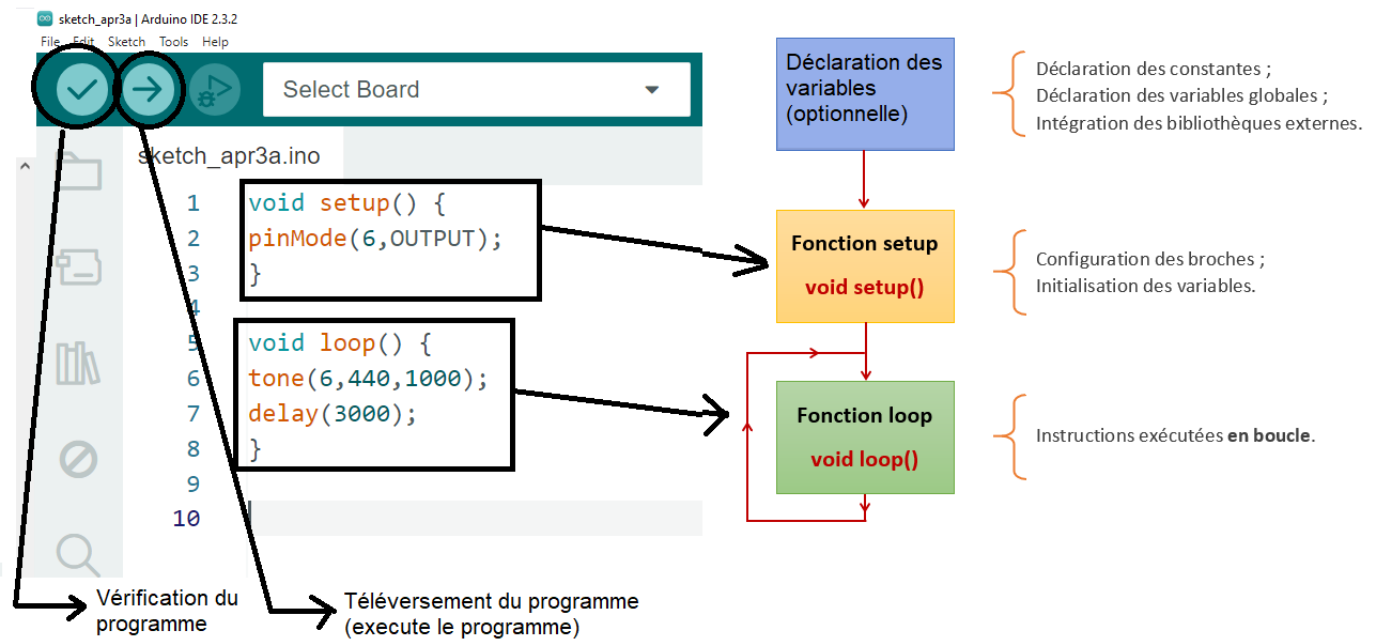 sketch_apr3a | Arduino IDE 2.3.2
File Edit Sketch Tools Help
Select Board
sketch_apr3a.ino
1 void setup() {
2 pinMode(6,OUTPUT);
3 }
4
5 void loop() {
6 tone(6,440,1000);
7 delay(3000);
8 }
9
10
Vérification du
programme
Téléversement du programme
(execute le programme)
Déclaration des
variables
(optionnelle)
Déclaration des constantes ;
Déclaration des variables globales ;
Intégration des bibliothèques externes.
Fonction setup
void setup()
Configuration des broches ;
Initialisation des variables.
Fonction loop
void loop()
Instructions exécutées en boucle.